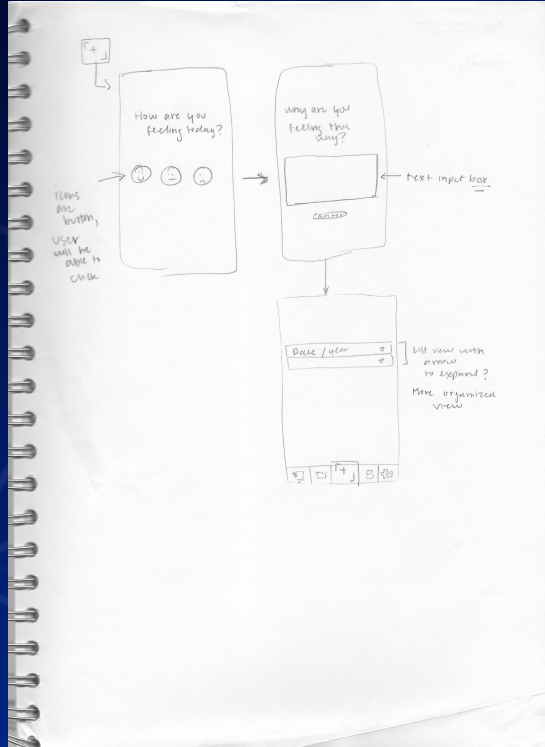 How are you
feeling today?
icons
are
button,
user
will be
able to
click
why are you
feeling this
way?
text input box
Date / year
List view with
arrow
to expand?
More organized
view